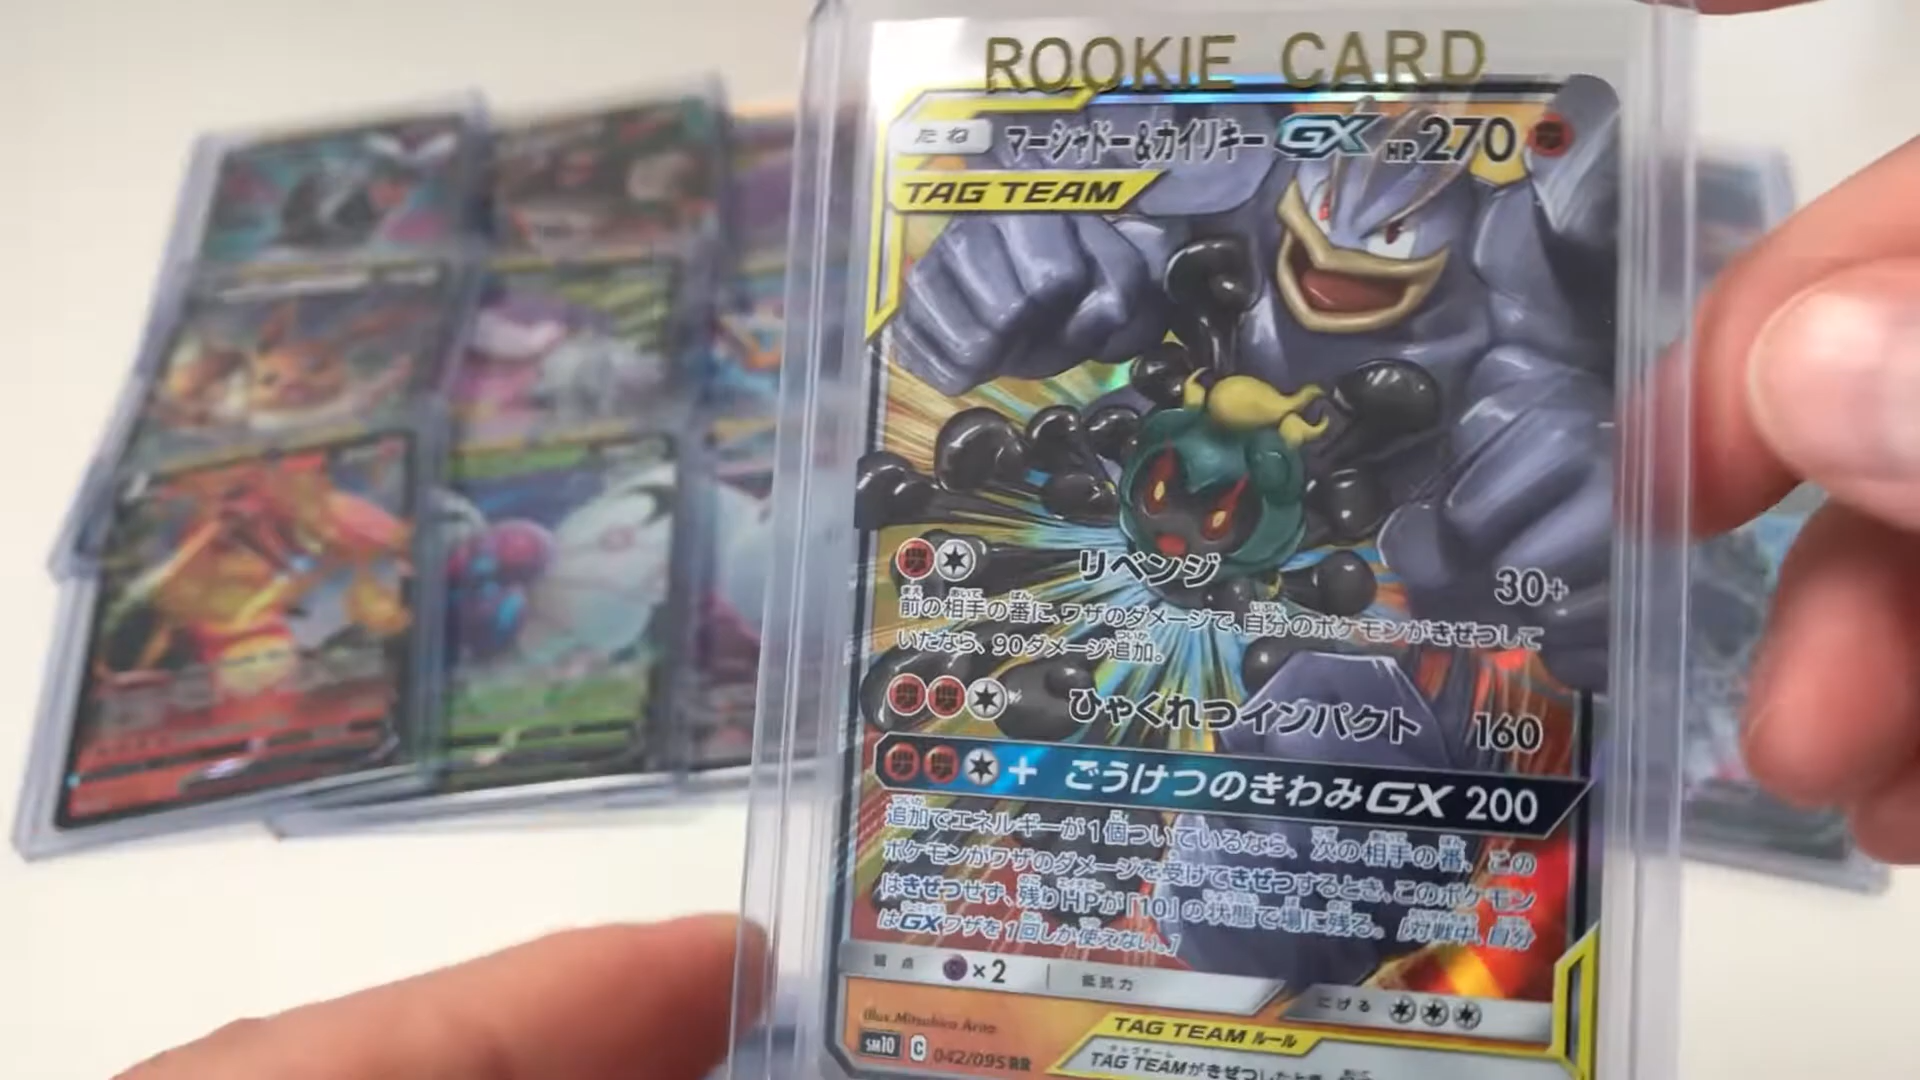 ROOKIE CARD
たね マーシャドー&カイリキーGX HP270
TAG TEAM
リベンジ 30+
前の相手の番に、ワザのダメージで、自分のポケモンがきぜつして
いたなら、90ダメージ追加。
ひゃくれつインパクト 160
+ ごうけつのきわみGX 200
追加でエネルギーが1個ついているなら、次の相手の番、この
ポケモンがワザのダメージを受けてきぜつするとき、このポケモン
はきぜつせず、残りHPが「10」の状態で場に残る。[対戦中、自分
はGXワザを1回しか使えない。]
弱点 ×2 抵抗力 にげる
illus. Mitsuhiro Arita
SM10 C 042/095 RR
TAG TEAM ルール
TAG TEAMがきぜつしたとき